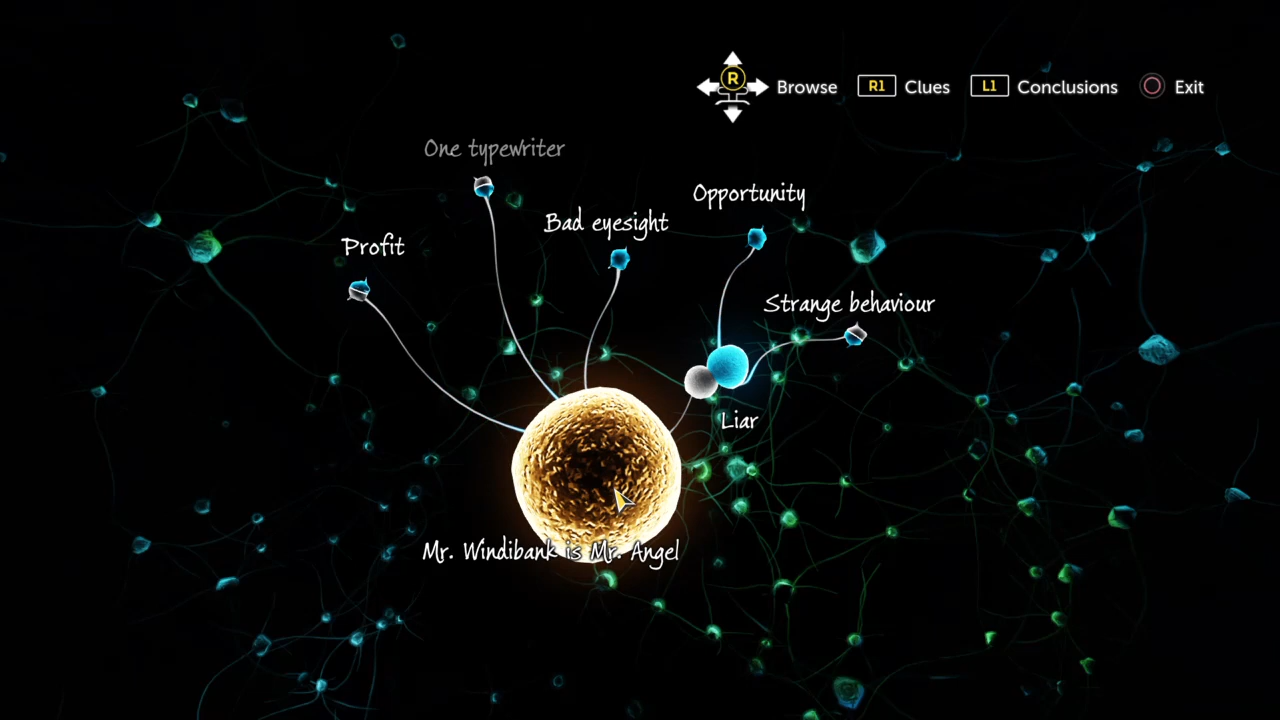 R Browse R1 Clues L1 Conclusions Exit
One typewriter
Opportunity
Bad eyesight
Profit
Strange behaviour
Liar
Mr. Windibank is Mr. Angel